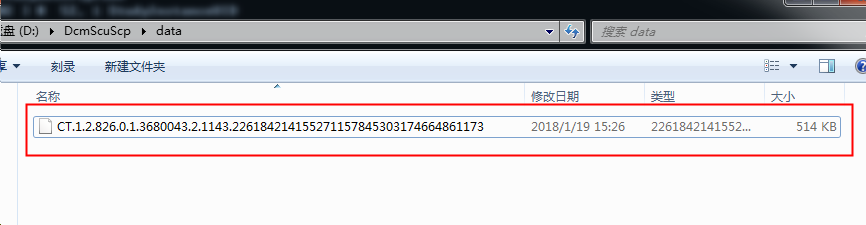 盘 (D:) ▸ DcmScuScp ▸ data
搜索 data
享 刻录 新建文件夹
名称 修改日期 类型 大小
CT.1.2.826.0.1.3680043.2.1143.226184214155271157845303174664861173 2018/1/19 15:26 2261842141552... 514 KB